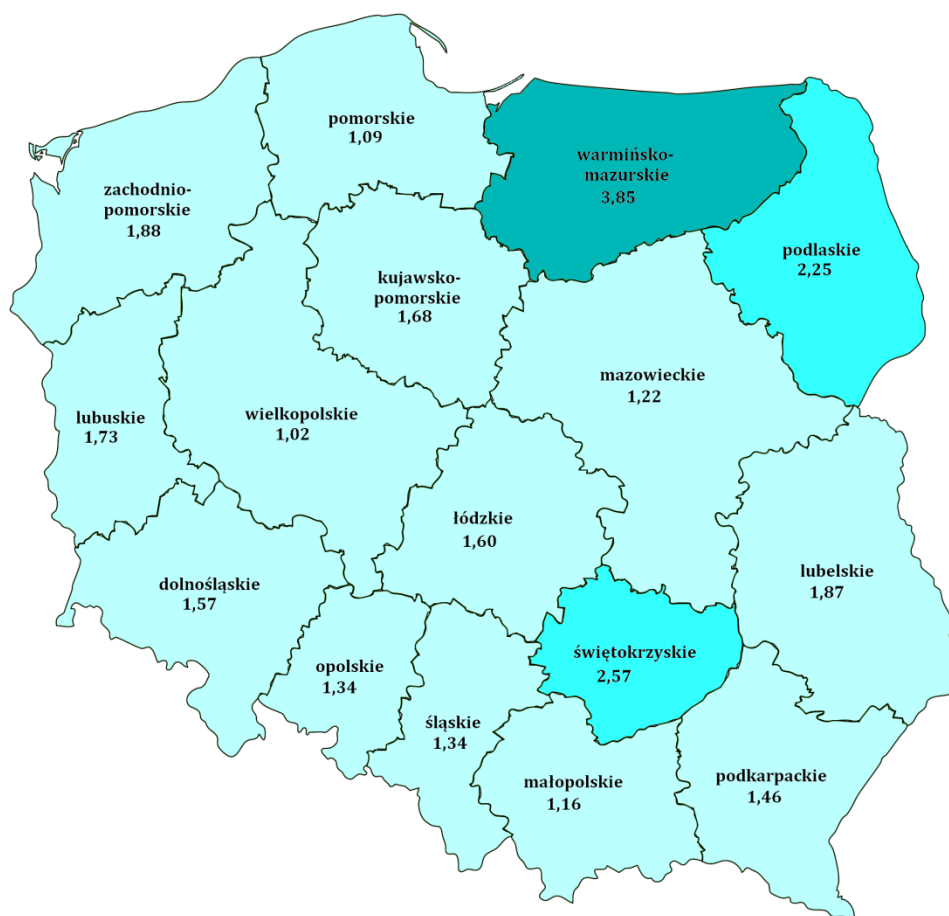 pomorskie
1,09
warmińsko-
mazurskie
3,85
zachodnio-
pomorskie
1,88
podlaskie
2,25
kujawsko-
pomorskie
1,68
mazowieckie
1,22
lubuskie
1,73
wielkopolskie
1,02
łódzkie
1,60
lubelskie
1,87
dolnośląskie
1,57
świętokrzyskie
2,57
opolskie
1,34
śląskie
1,34
małopolskie
1,16
podkarpackie
1,46